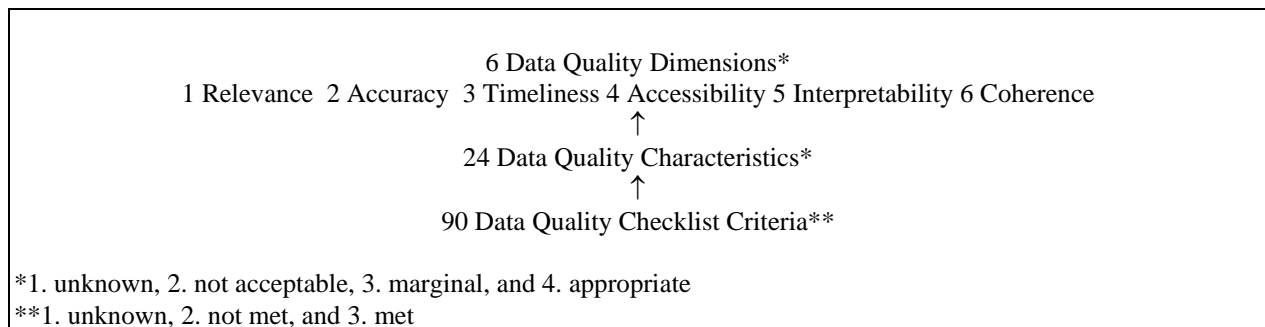 6 Data Quality Dimensions*
1 Relevance 2 Accuracy 3 Timeliness 4 Accessibility 5 Interpretability 6 Coherence
↑
24 Data Quality Characteristics*
↑
90 Data Quality Checklist Criteria**
*1. unknown, 2. not acceptable, 3. marginal, and 4. appropriate
**1. unknown, 2. not met, and 3. met